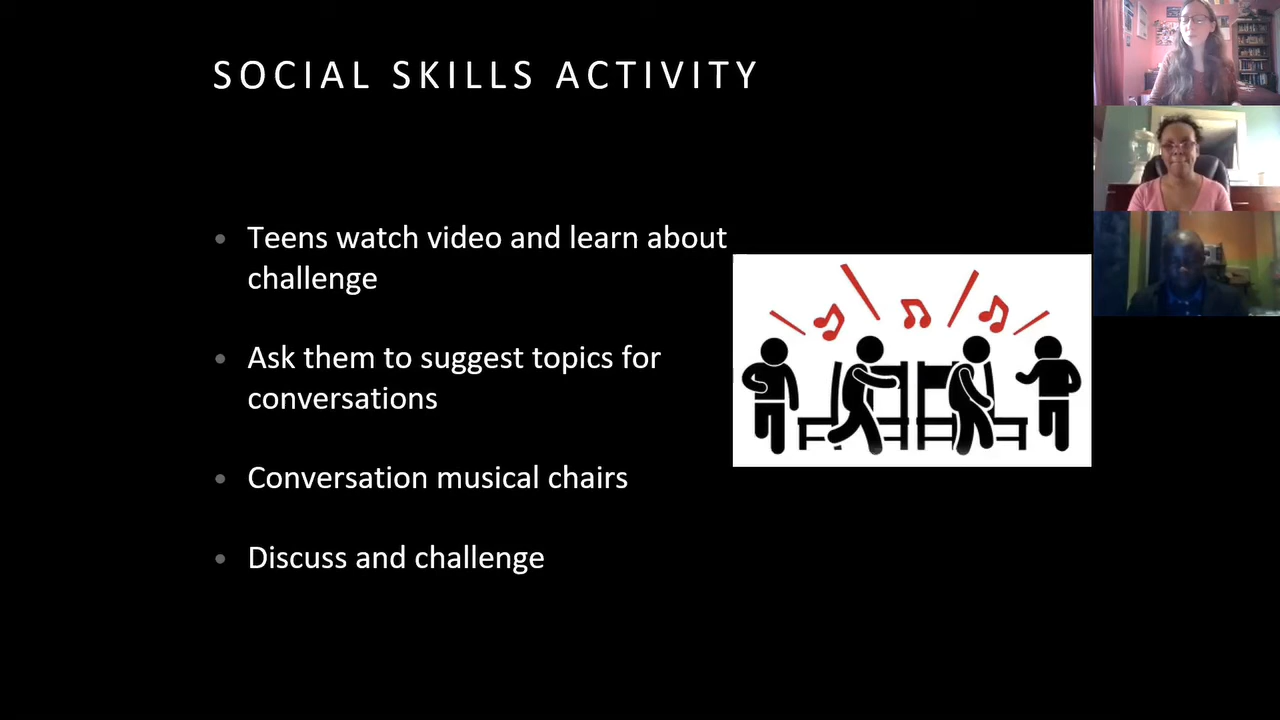 SOCIAL SKILLS ACTIVITY
Teens watch video and learn about
challenge
Ask them to suggest topics for
conversations
Conversation musical chairs
Discuss and challenge